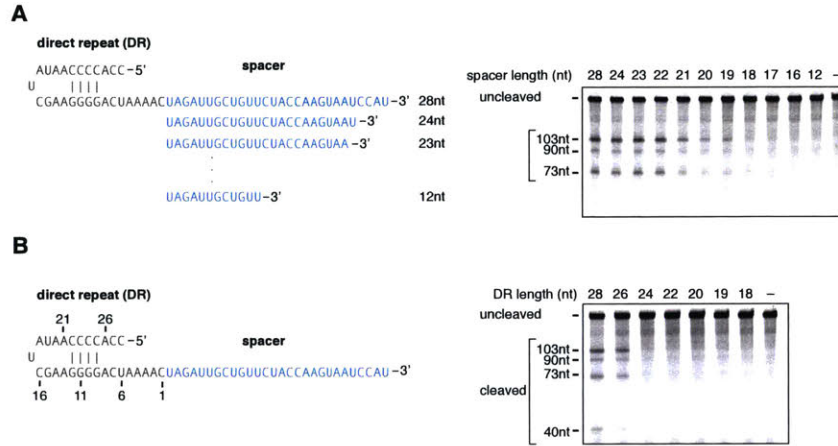 A
direct repeat (DR)
spacer
AUAACCCCACC-5'
U
CGAAGGGGACUAAAACUAGAUUGCUGUUCUACCAAGUAAUCCAU-3' 28nt
UAGAUUGCUGUUCUACCAAGUAAU-3' 24nt
UAGAUUGCUGUUCUACCAAGUAA-3' 23nt
UAGAUUGCUGUU-3' 12nt
spacer length (nt) 28 24 23 22 21 20 19 18 17 16 12 –
uncleaved
103nt
90nt
73nt
B
direct repeat (DR)
21 26
spacer
AUAACCCCACC-5'
U
CGAAGGGGACUAAAACUAGAUUGCUGUUCUACCAAGUAAUCCAU-3'
16 11 6 1
DR length (nt) 28 26 24 22 20 19 18 –
uncleaved
103nt
90nt
73nt
cleaved
40nt